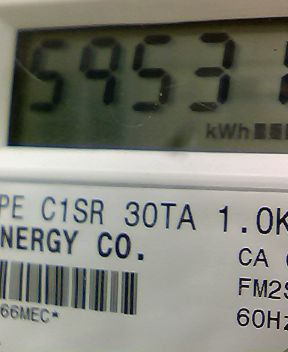 5953
kWh
PE C1SR 30TA 1.0K
NERGY CO.
CA
FM2S
60Hz
66MEC*